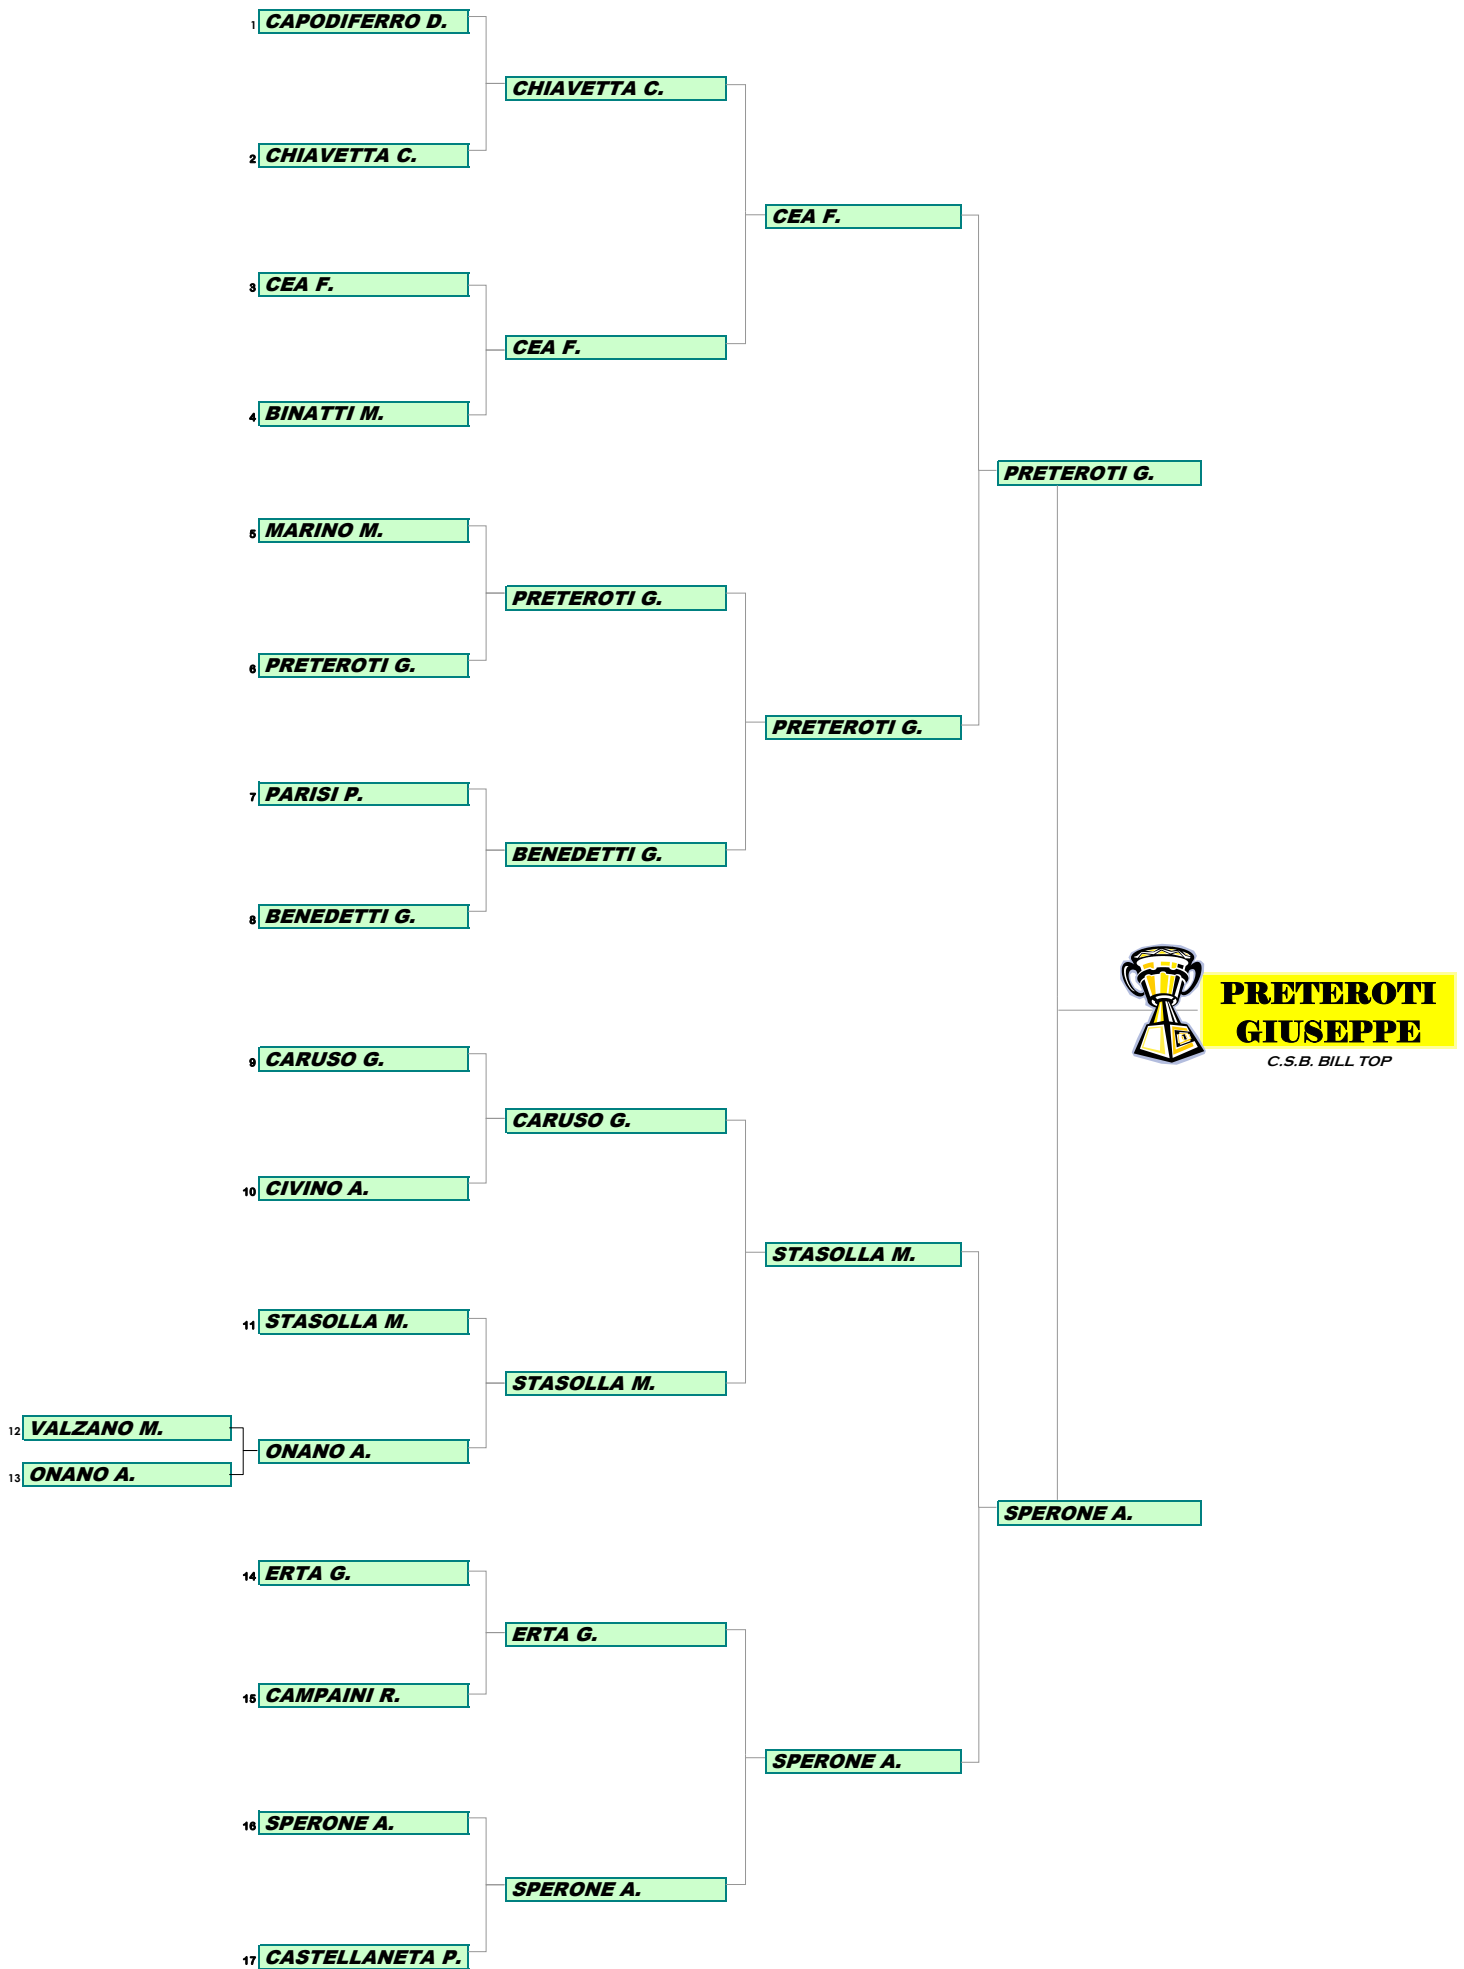 1 CAPODIFERRO D.
CHIAVETTA C.
2 CHIAVETTA C.
CEA F.
3 CEA F.
CEA F.
4 BINATTI M.
PRETEROTI G.
5 MARINO M.
PRETEROTI G.
6 PRETEROTI G.
PRETEROTI G.
7 PARISI P.
BENEDETTI G.
8 BENEDETTI G.
PRETEROTI
GIUSEPPE
C.S.B. BILL TOP
9 CARUSO G.
CARUSO G.
10 CIVINO A.
STASOLLA M.
11 STASOLLA M.
STASOLLA M.
12 VALZANO M.
ONANO A.
13 ONANO A.
SPERONE A.
14 ERTA G.
ERTA G.
15 CAMPAINI R.
SPERONE A.
16 SPERONE A.
SPERONE A.
17 CASTELLANETA P.